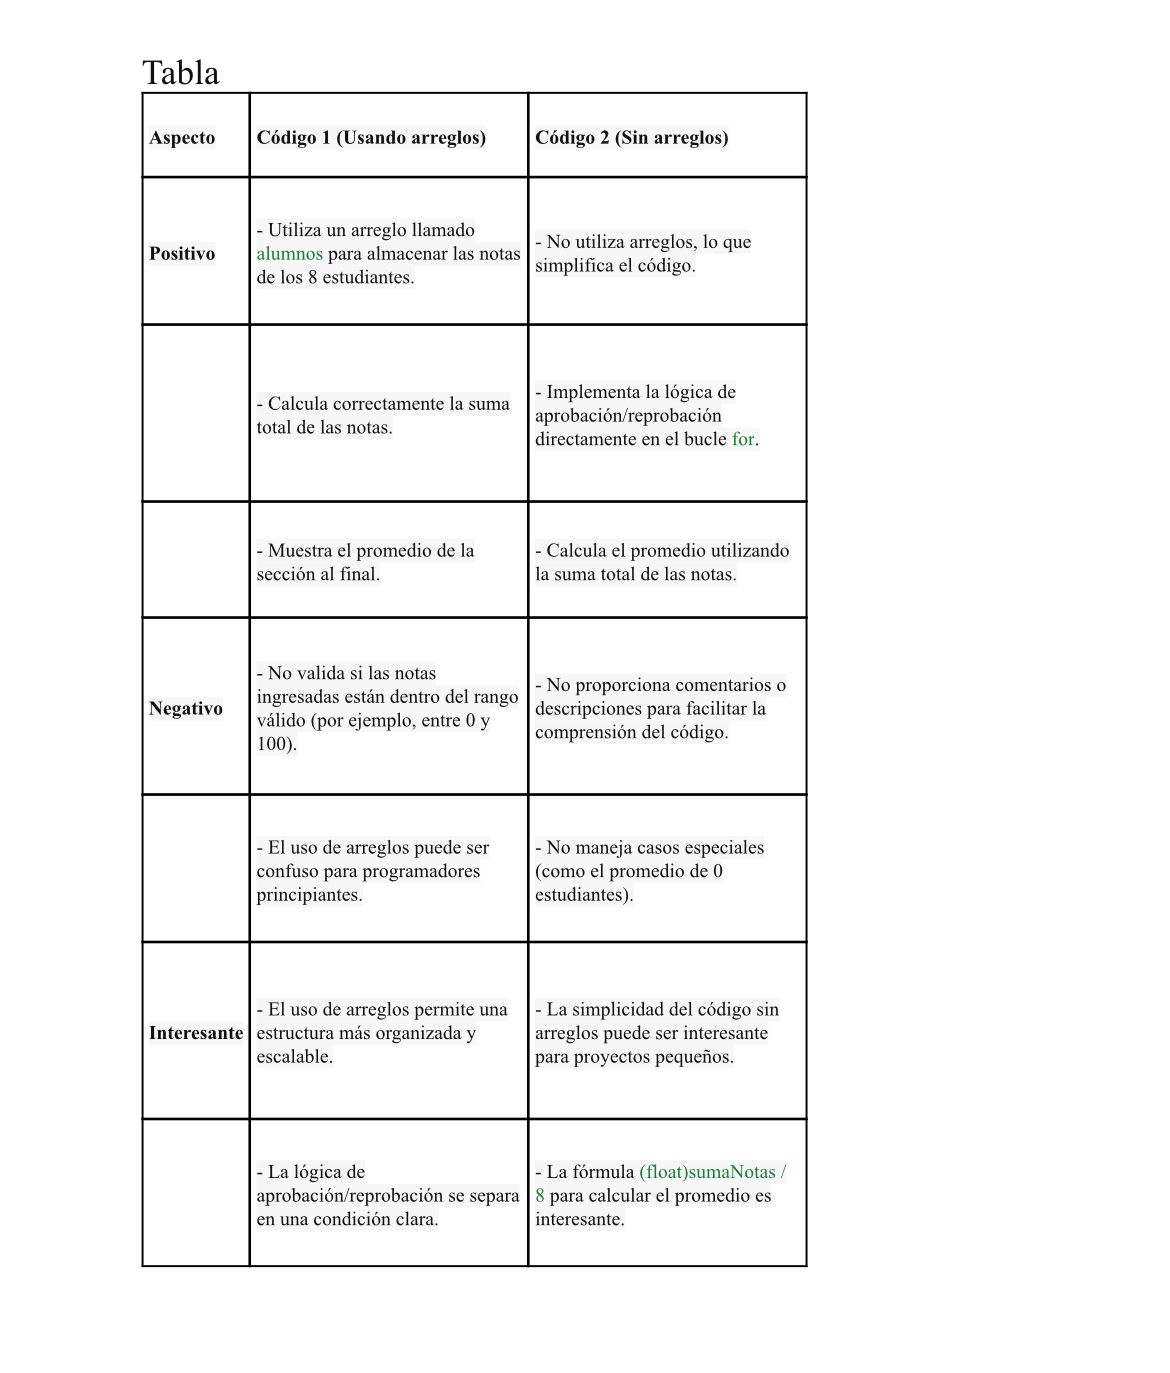 Tabla
Aspecto
Código 1 (Usando arreglos)
Código 2 (Sin arreglos)
Positivo
- Utiliza un arreglo llamado
alumnos para almacenar las notas
de los 8 estudiantes.
- No utiliza arreglos, lo que
simplifica el código.
- Calcula correctamente la suma
total de las notas.
- Implementa la lógica de
aprobación/reprobación
directamente en el bucle for.
- Muestra el promedio de la
sección al final.
- Calcula el promedio utilizando
la suma total de las notas.
Negativo
- No valida si las notas
ingresadas están dentro del rango
válido (por ejemplo, entre 0 y
100).
- No proporciona comentarios o
descripciones para facilitar la
comprensión del código.
- El uso de arreglos puede ser
confuso para programadores
principiantes.
- No maneja casos especiales
(como el promedio de 0
estudiantes).
Interesante
- El uso de arreglos permite una
estructura más organizada y
escalable.
- La simplicidad del código sin
arreglos puede ser interesante
para proyectos pequeños.
- La lógica de
aprobación/reprobación se separa
en una condición clara.
- La fórmula (float)sumaNotas /
8 para calcular el promedio es
interesante.